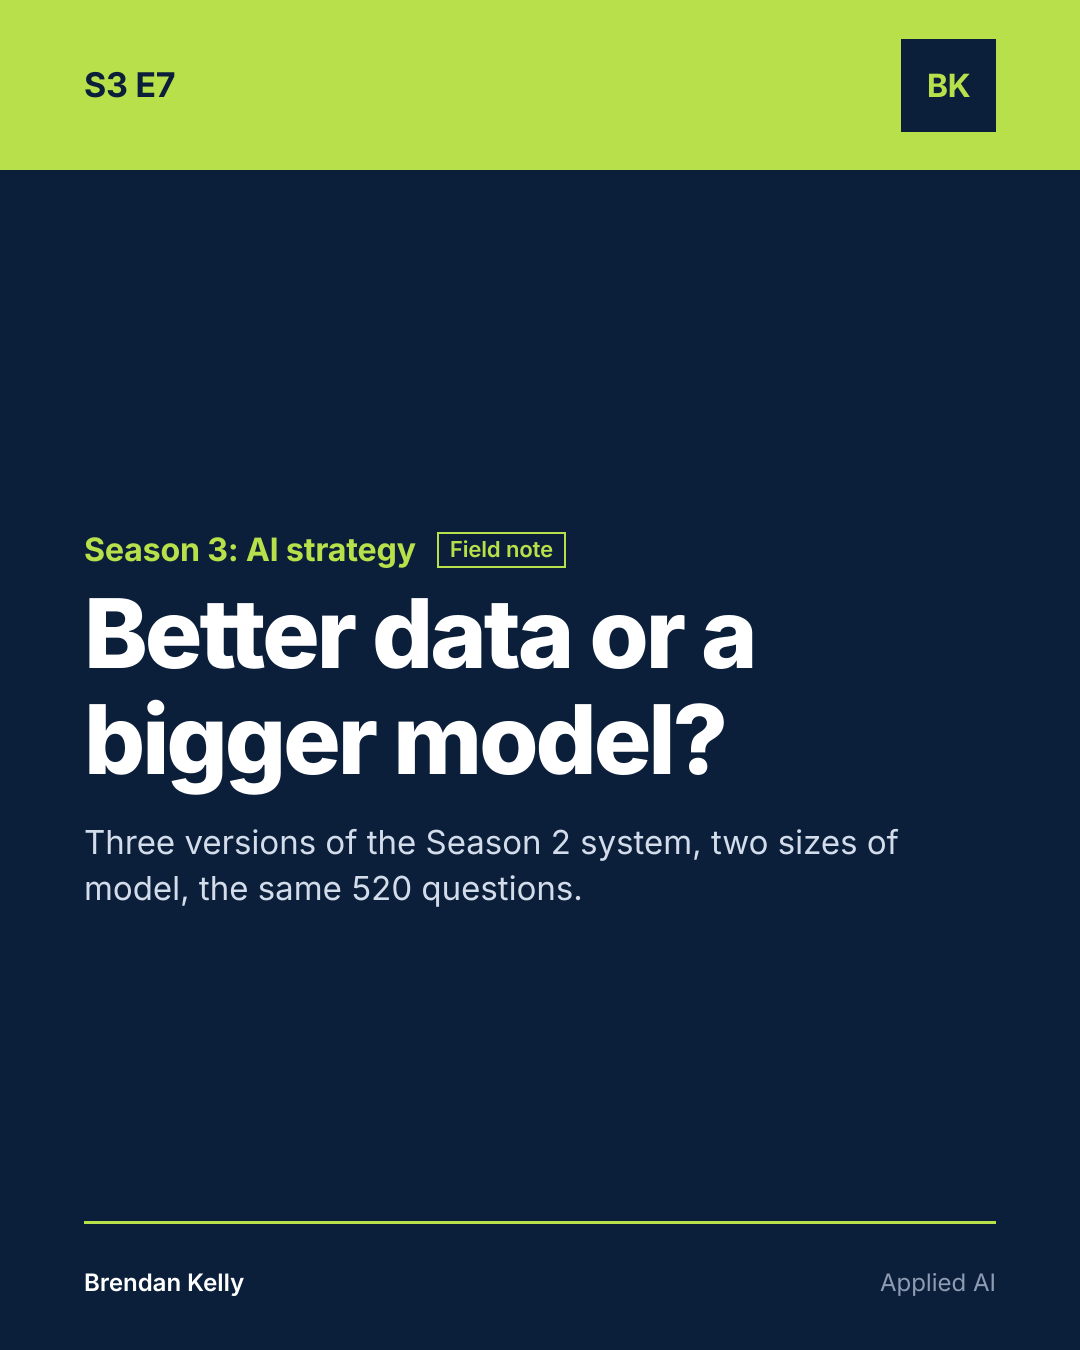 S3 E7
BK
Season 3: AI strategy
Field note
Better data or a
bigger model?
Three versions of the Season 2 system, two sizes of
model, the same 520 questions.
Brendan Kelly
Applied AI